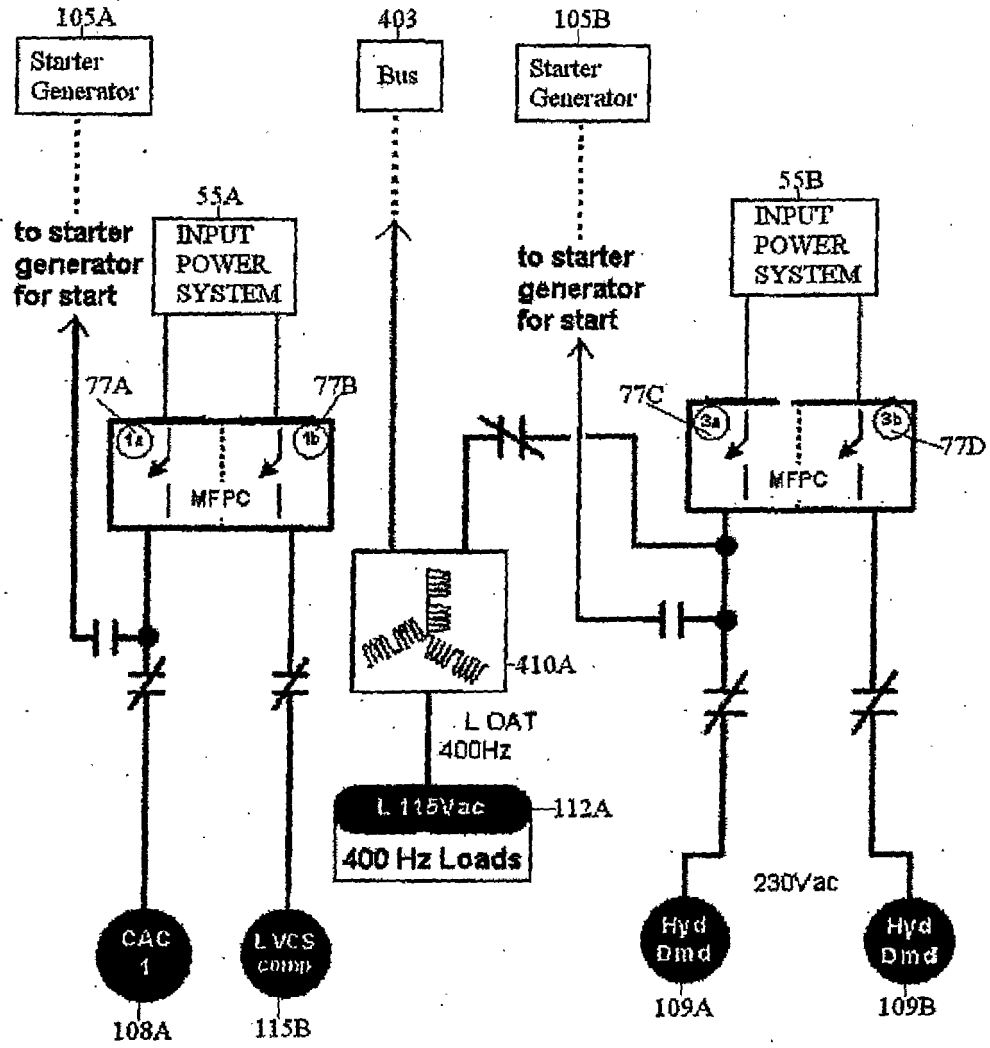 105A
403
105B
Starter
Generator
Bus
Starter
Generator
55A
55B
INPUT
POWER
SYSTEM
INPUT
POWER
SYSTEM
to starter
generator
for start
to starter
generator
for start
77A
77B
77C
77D
1a
1b
MFPC
3a
3b
MFPC
410A
L OAT
400Hz
L 115Vac
112A
400 Hz Loads
230Vac
CAC
1
L VCS
comp
Hyd
Dmd
Hyd
Dmd
108A
115B
109A
109B